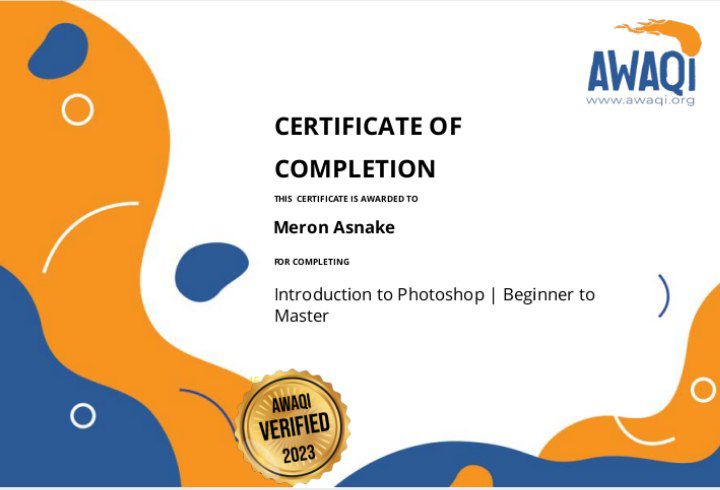 AWAQI
www.awaqi.org
CERTIFICATE OF
COMPLETION
THIS CERTIFICATE IS AWARDED TO
Meron Asnake
FOR COMPLETING
Introduction to Photoshop | Beginner to
Master
AWAQI
VERIFIED
2023